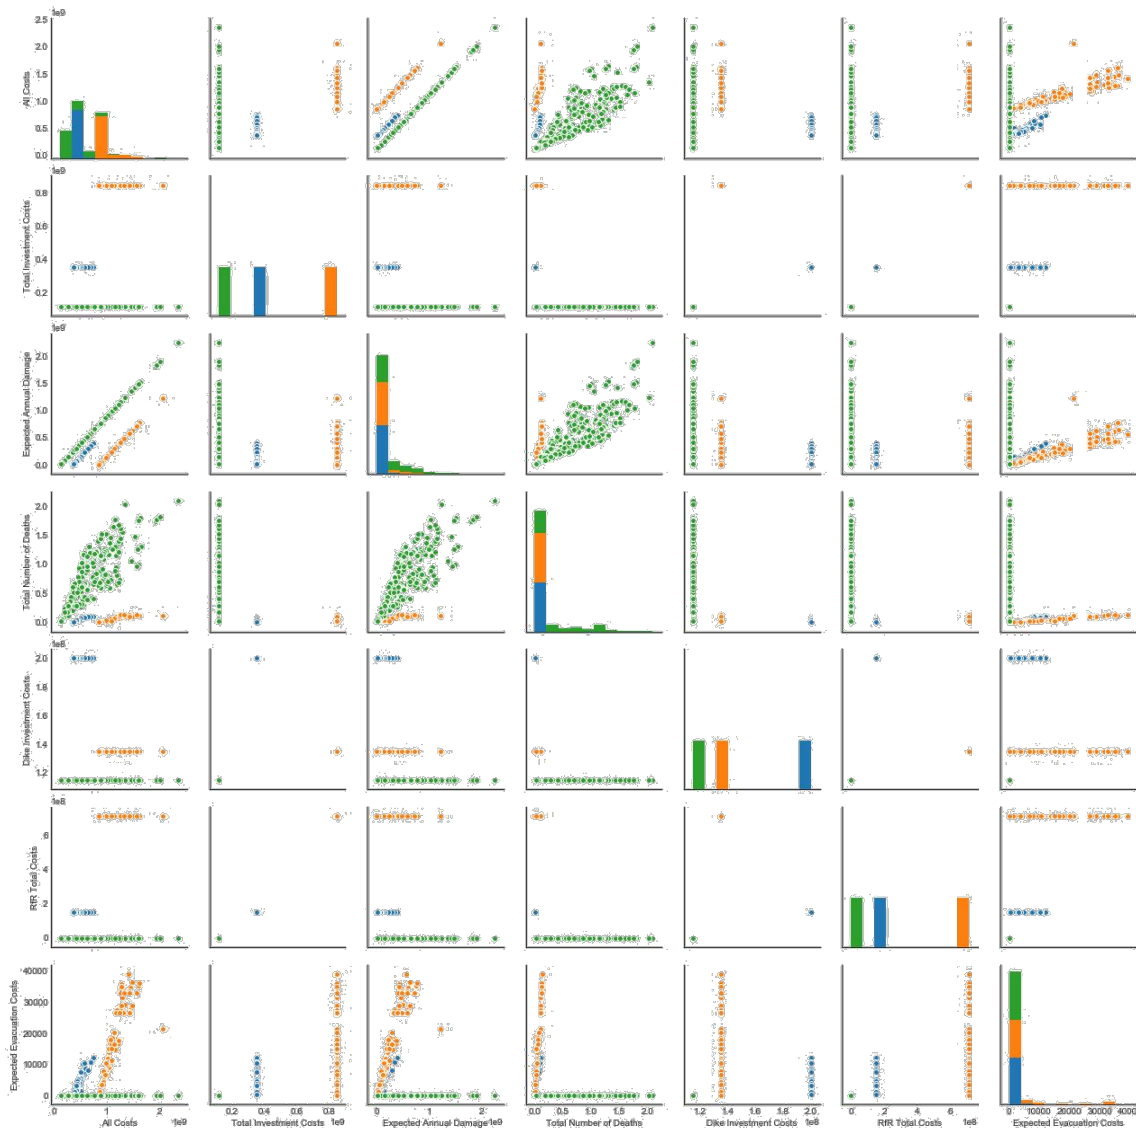 1e9
2.5
2.0
1.5
1.0
0.5
0.0
All Costs
1e9
0.8
0.6
0.4
0.2
Total Investment Costs
1e9
2.0
1.5
1.0
0.5
0.0
Expected Annual Damage
2.0
1.5
1.0
0.5
0.0
Total Number of Deaths
1e8
2.0
1.8
1.6
1.4
1.2
Dike Investment Costs
1e8
6
4
2
0
RfR Total Costs
40000
30000
20000
10000
0
Expected Evacuation Costs
0 1 2
All Costs 1e9
0.2 0.4 0.6 0.8
Total Investment Costs 1e9
0 1 2
Expected Annual Damage 1e9
0.0 0.5 1.0 1.5 2.0
Total Number of Deaths
1.2 1.4 1.6 1.8 2.0
Dike Investment Costs 1e8
0 2 4 6
RfR Total Costs 1e8
0 10000 20000 30000 4000
Expected Evacuation Costs